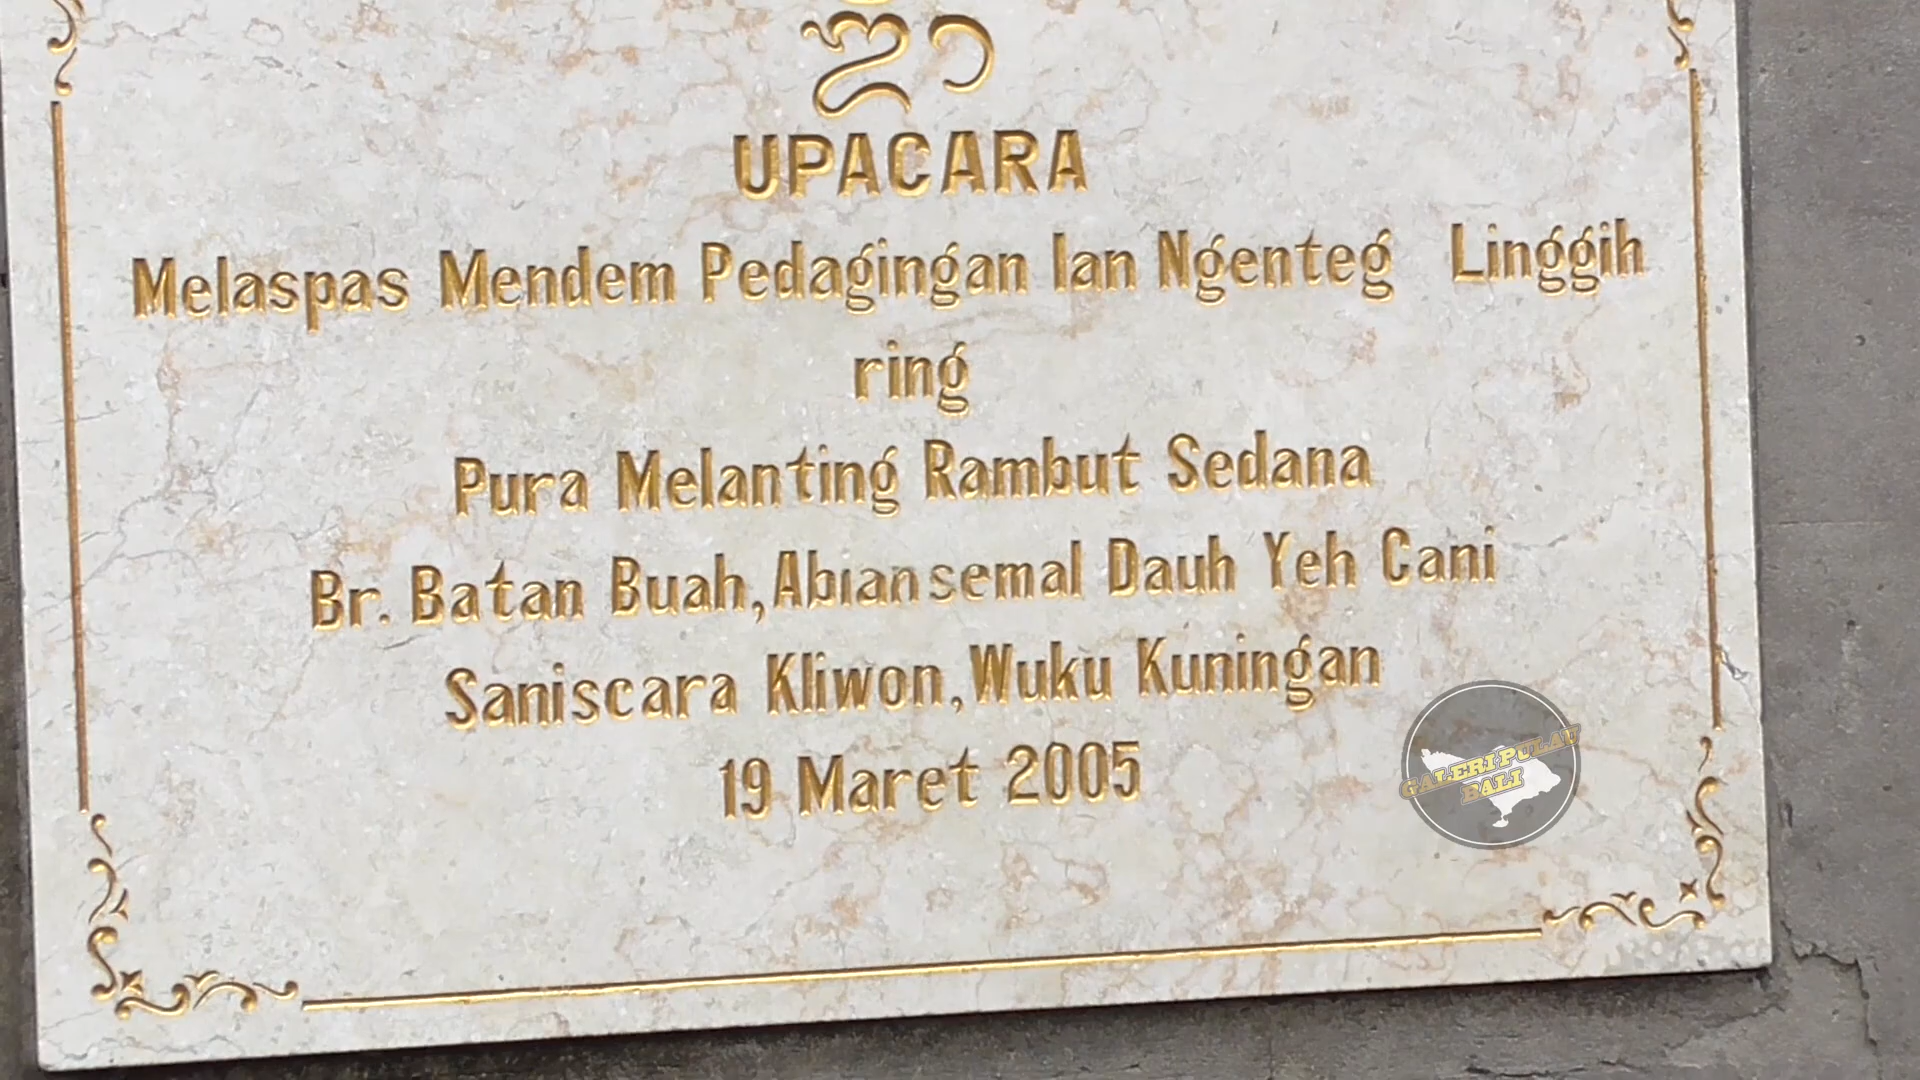 UPACARA
Melaspas Mendem Pedagingan lan Ngenteg Linggih
ring
Pura Melanting Rambut Sedana
Br. Batan Buah, Abiansemal Dauh Yeh Cani
Saniscara Kliwon, Wuku Kuningan
19 Maret 2005
GALERI PULAU
BALI